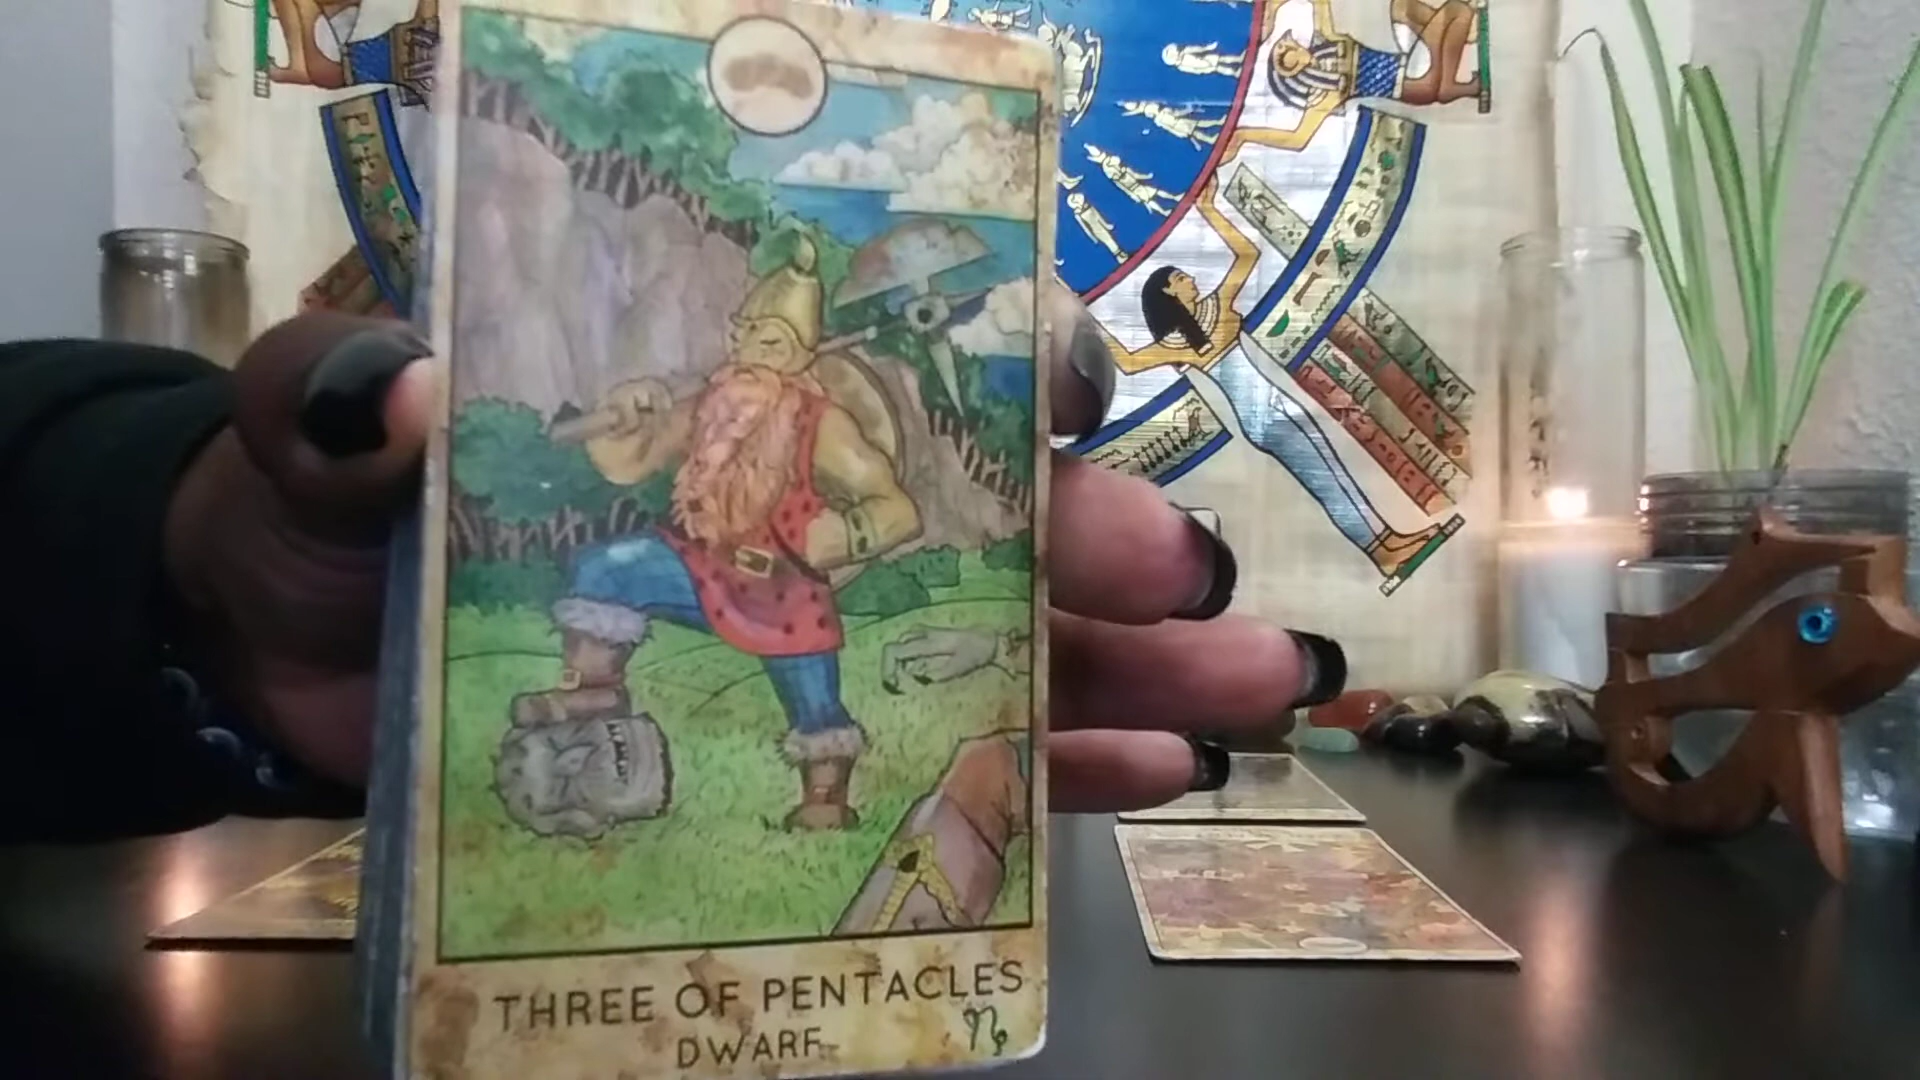 THREE OF PENTACLES
DWARF
♑